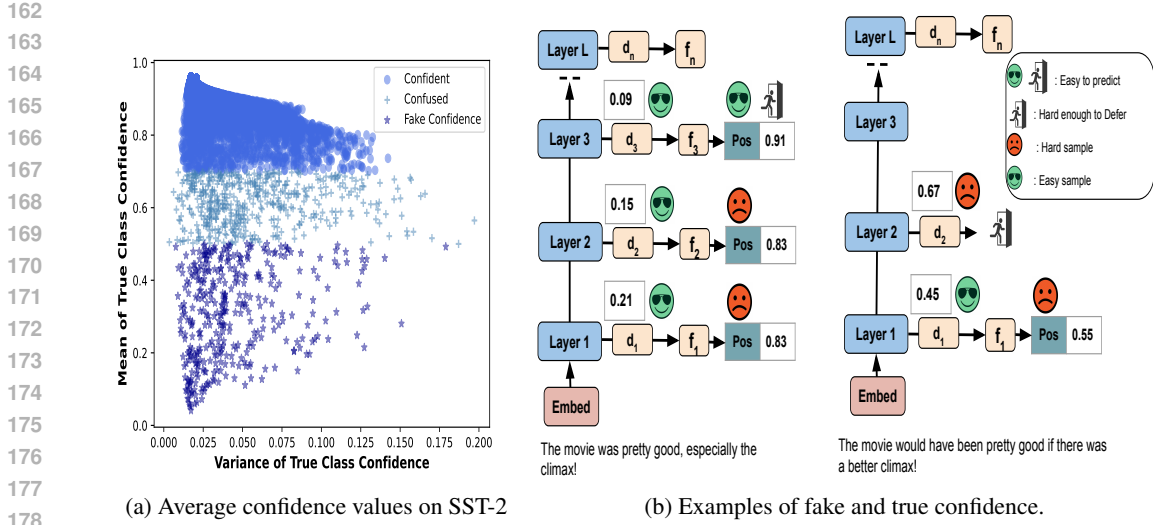 162
163
164
165
166
167
168
169
170
171
172
173
174
175
176
177
178
1.0
0.8
0.6
0.4
0.2
0.0
Mean of True Class Confidence
Confident
Confused
Fake Confidence
0.000 0.025 0.050 0.075 0.100 0.125 0.150 0.175 0.200
Variance of True Class Confidence
(a) Average confidence values on SST-2
Layer L dn fn
0.09
Layer 3 d3 f3 Pos 0.91
0.15
Layer 2 d2 f2 Pos 0.83
0.21
Layer 1 d1 f1 Pos 0.83
Embed
The movie was pretty good, especially the
climax!
Layer L dn fn
Layer 3
0.67
Layer 2 d2
0.45
Layer 1 d1 f1 Pos 0.55
Embed
The movie would have been pretty good if there was
a better climax!
: Easy to predict
: Hard enough to Defer
: Hard sample
: Easy sample
(b) Examples of fake and true confidence.